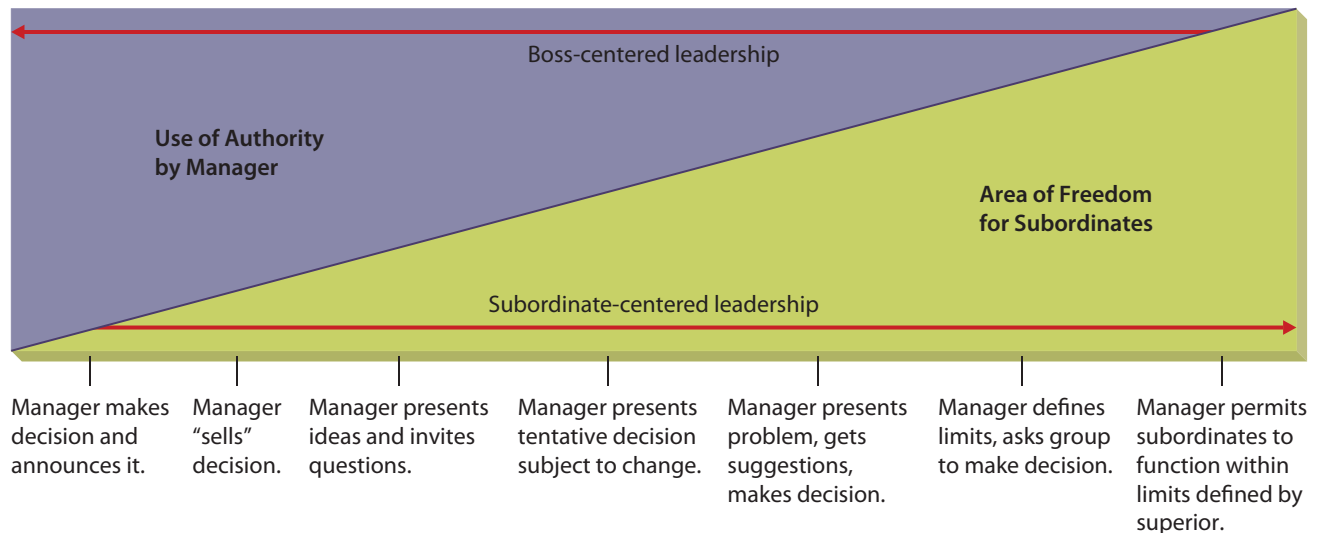 Boss-centered leadership
Use of Authority
by Manager
Area of Freedom
for Subordinates
Subordinate-centered leadership
Manager makes
decision and
announces it.
Manager
“sells”
decision.
Manager presents
ideas and invites
questions.
Manager presents
tentative decision
subject to change.
Manager presents
problem, gets
suggestions,
makes decision.
Manager defines
limits, asks group
to make decision.
Manager permits
subordinates to
function within
limits defined by
superior.